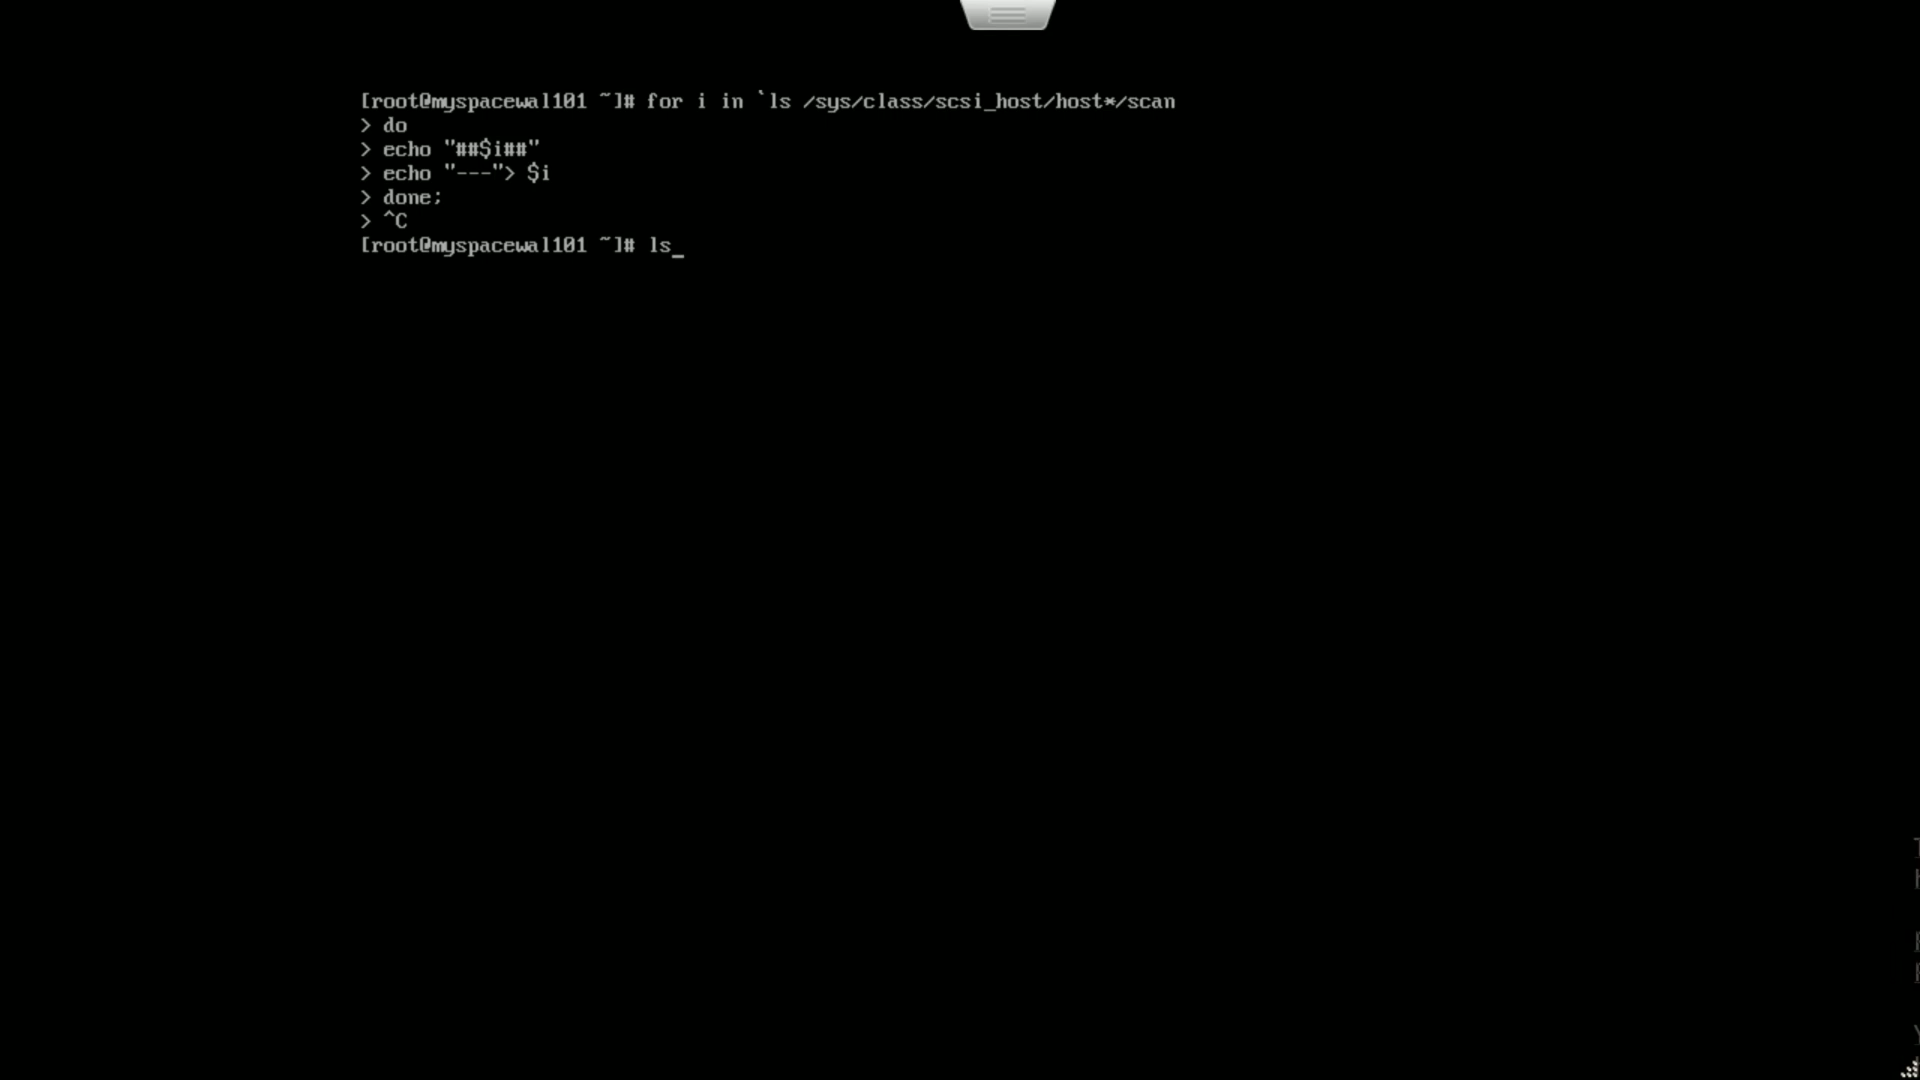 [root@myspacewal101 ~]# for i in `ls /sys/class/scsi_host/host*/scan
> do
> echo "##$i##"
> echo "---"> $i
> done;
> ^C
[root@myspacewal101 ~]# ls_